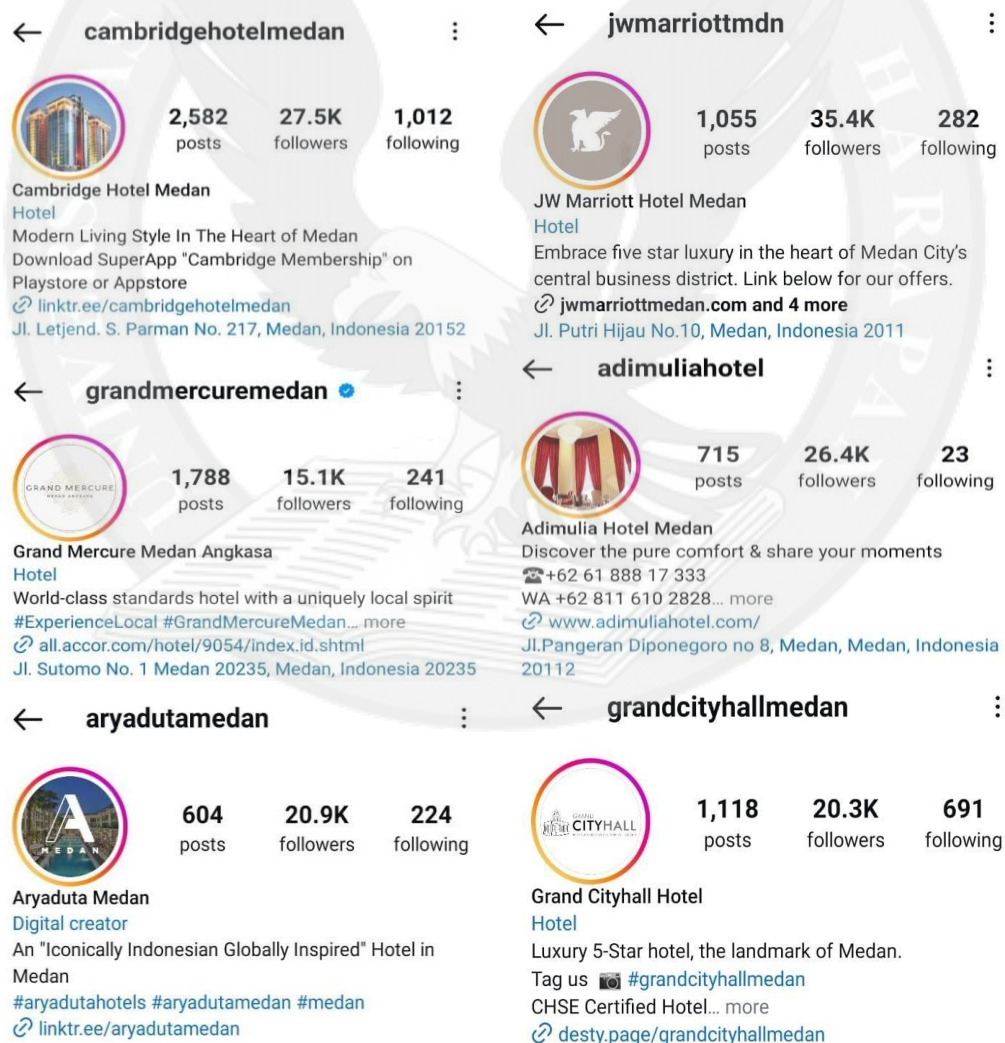 cambridgehotelmedan
2,582 27.5K 1,012
posts followers following
Cambridge Hotel Medan
Hotel
Modern Living Style In The Heart of Medan
Download SuperApp "Cambridge Membership" on
Playstore or Appstore
linktr.ee/cambridgehotelmedan
Jl. Letjend. S. Parman No. 217, Medan, Indonesia 20152
jwmarriottmdn
1,055 35.4K 282
posts followers following
JW Marriott Hotel Medan
Hotel
Embrace five star luxury in the heart of Medan City's
central business district. Link below for our offers.
jwmarriottmedan.com and 4 more
Jl. Putri Hijau No.10, Medan, Indonesia 2011
grandmercuremedan
GRAND MERCURE
1,788 15.1K 241
posts followers following
Grand Mercure Medan Angkasa
Hotel
World-class standards hotel with a uniquely local spirit
#ExperienceLocal #GrandMercureMedan... more
all.accor.com/hotel/9054/index.id.shtml
Jl. Sutomo No. 1 Medan 20235, Medan, Indonesia 20235
adimuliahotel
715 26.4K 23
posts followers following
Adimulia Hotel Medan
Discover the pure comfort & share your moments
☎+62 61 888 17 333
WA +62 811 610 2828... more
www.adimuliahotel.com/
Jl.Pangeran Diponegoro no 8, Medan, Medan, Indonesia
20112
aryadutamedan
A
MEDAN
604 20.9K 224
posts followers following
Aryaduta Medan
Digital creator
An "Iconically Indonesian Globally Inspired" Hotel in
Medan
#aryadutahotels #aryadutamedan #medan
linktr.ee/aryadutamedan
grandcityhallmedan
GRAND
CITYHALL
1,118 20.3K 691
posts followers following
Grand Cityhall Hotel
Hotel
Luxury 5-Star hotel, the landmark of Medan.
Tag us 📷 #grandcityhallmedan
CHSE Certified Hotel... more
desty.page/grandcityhallmedan
HARAPA